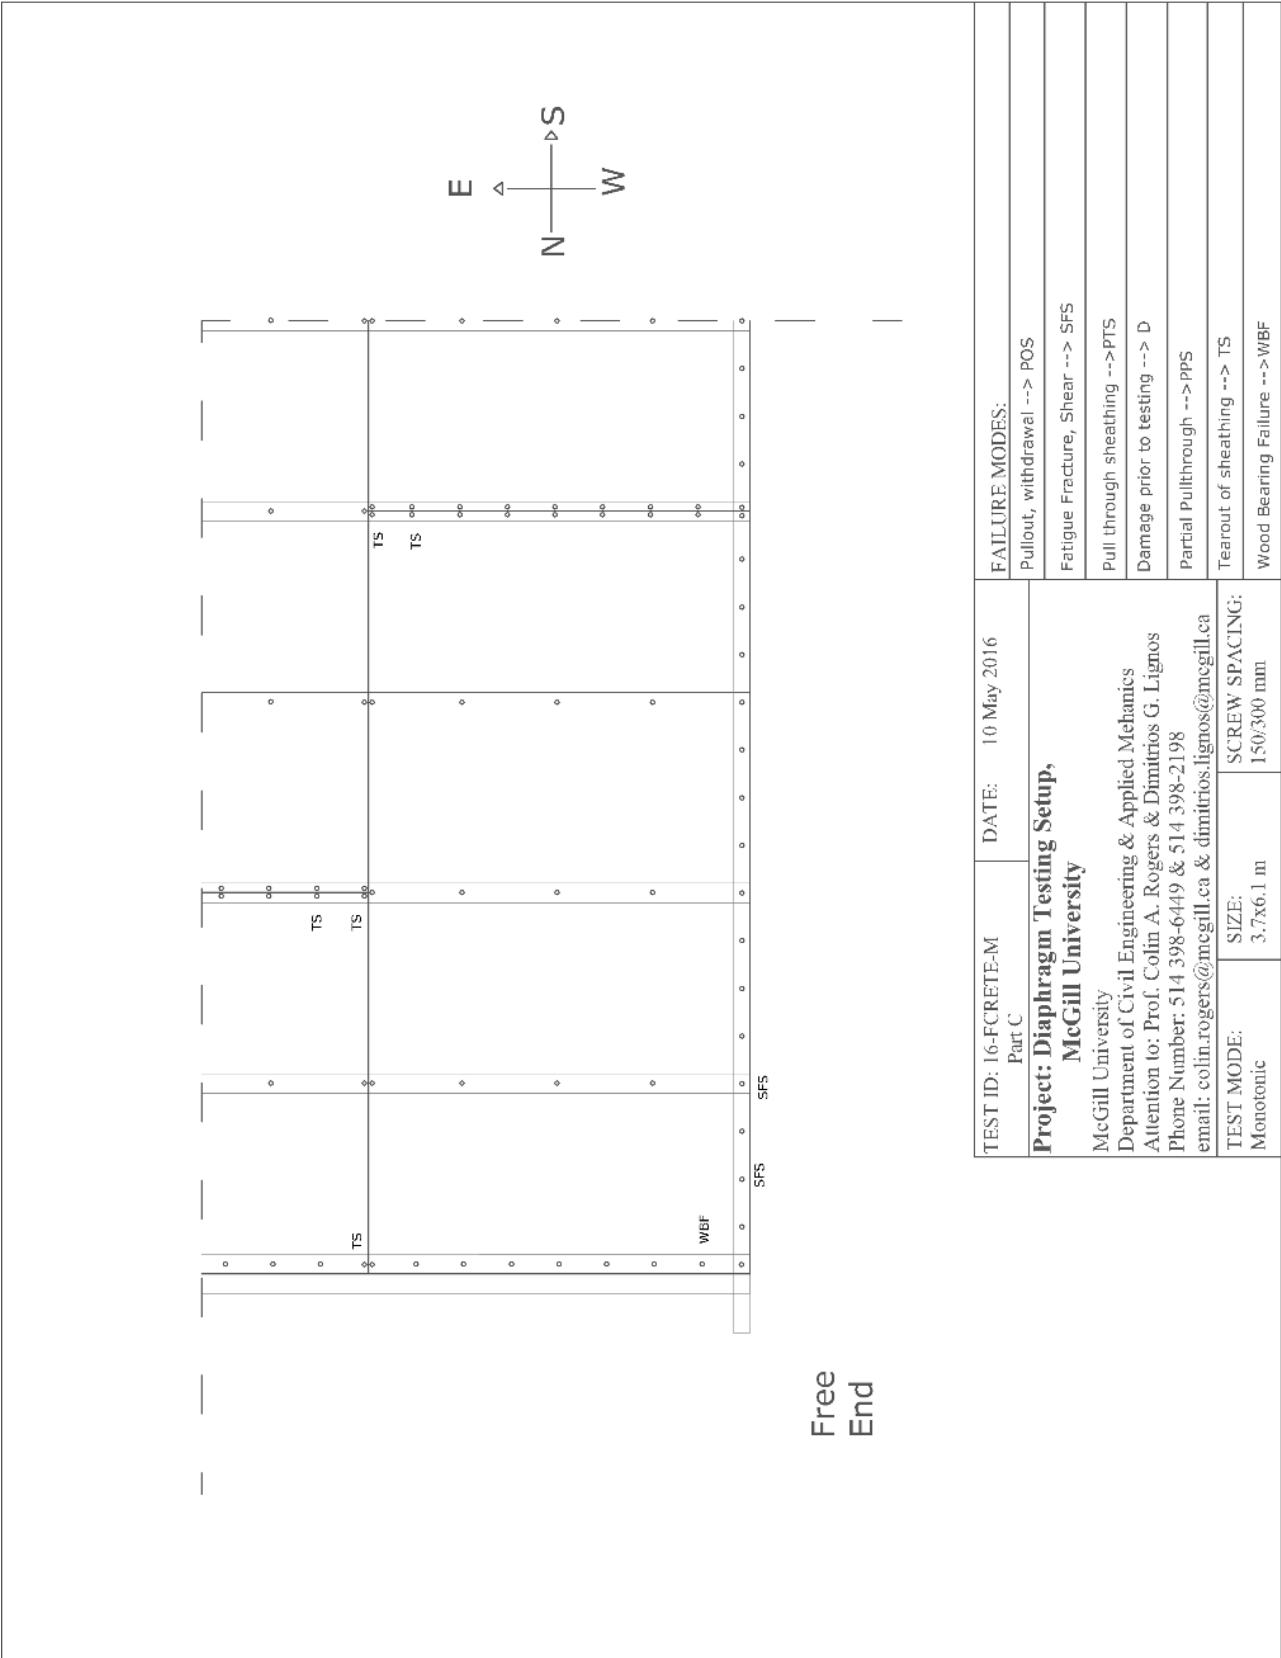 E
N
S
W
TS
TS
TS
TS
TS
WBF
SFS
SFS
Free
End
TEST ID: 16-FCRETE-M
Part C
DATE: 10 May 2016
Project: Diaphragm Testing Setup,
McGill University
McGill University
Department of Civil Engineering & Applied Mehanics
Attention to: Prof. Colin A. Rogers & Dimitrios G. Lignos
Phone Number: 514 398-6449 & 514 398-2198
email: colin.rogers@mcgill.ca & dimitrios.lignos@mcgill.ca
TEST MODE:
Monotonic
SIZE:
3.7x6.1 m
SCREW SPACING:
150/300 mm
FAILURE MODES:
Pullout, withdrawal --> POS
Fatigue Fracture, Shear --> SFS
Pull through sheathing -->PTS
Damage prior to testing --> D
Partial Pullthrough -->PPS
Tearout of sheathing --> TS
Wood Bearing Failure -->WBF